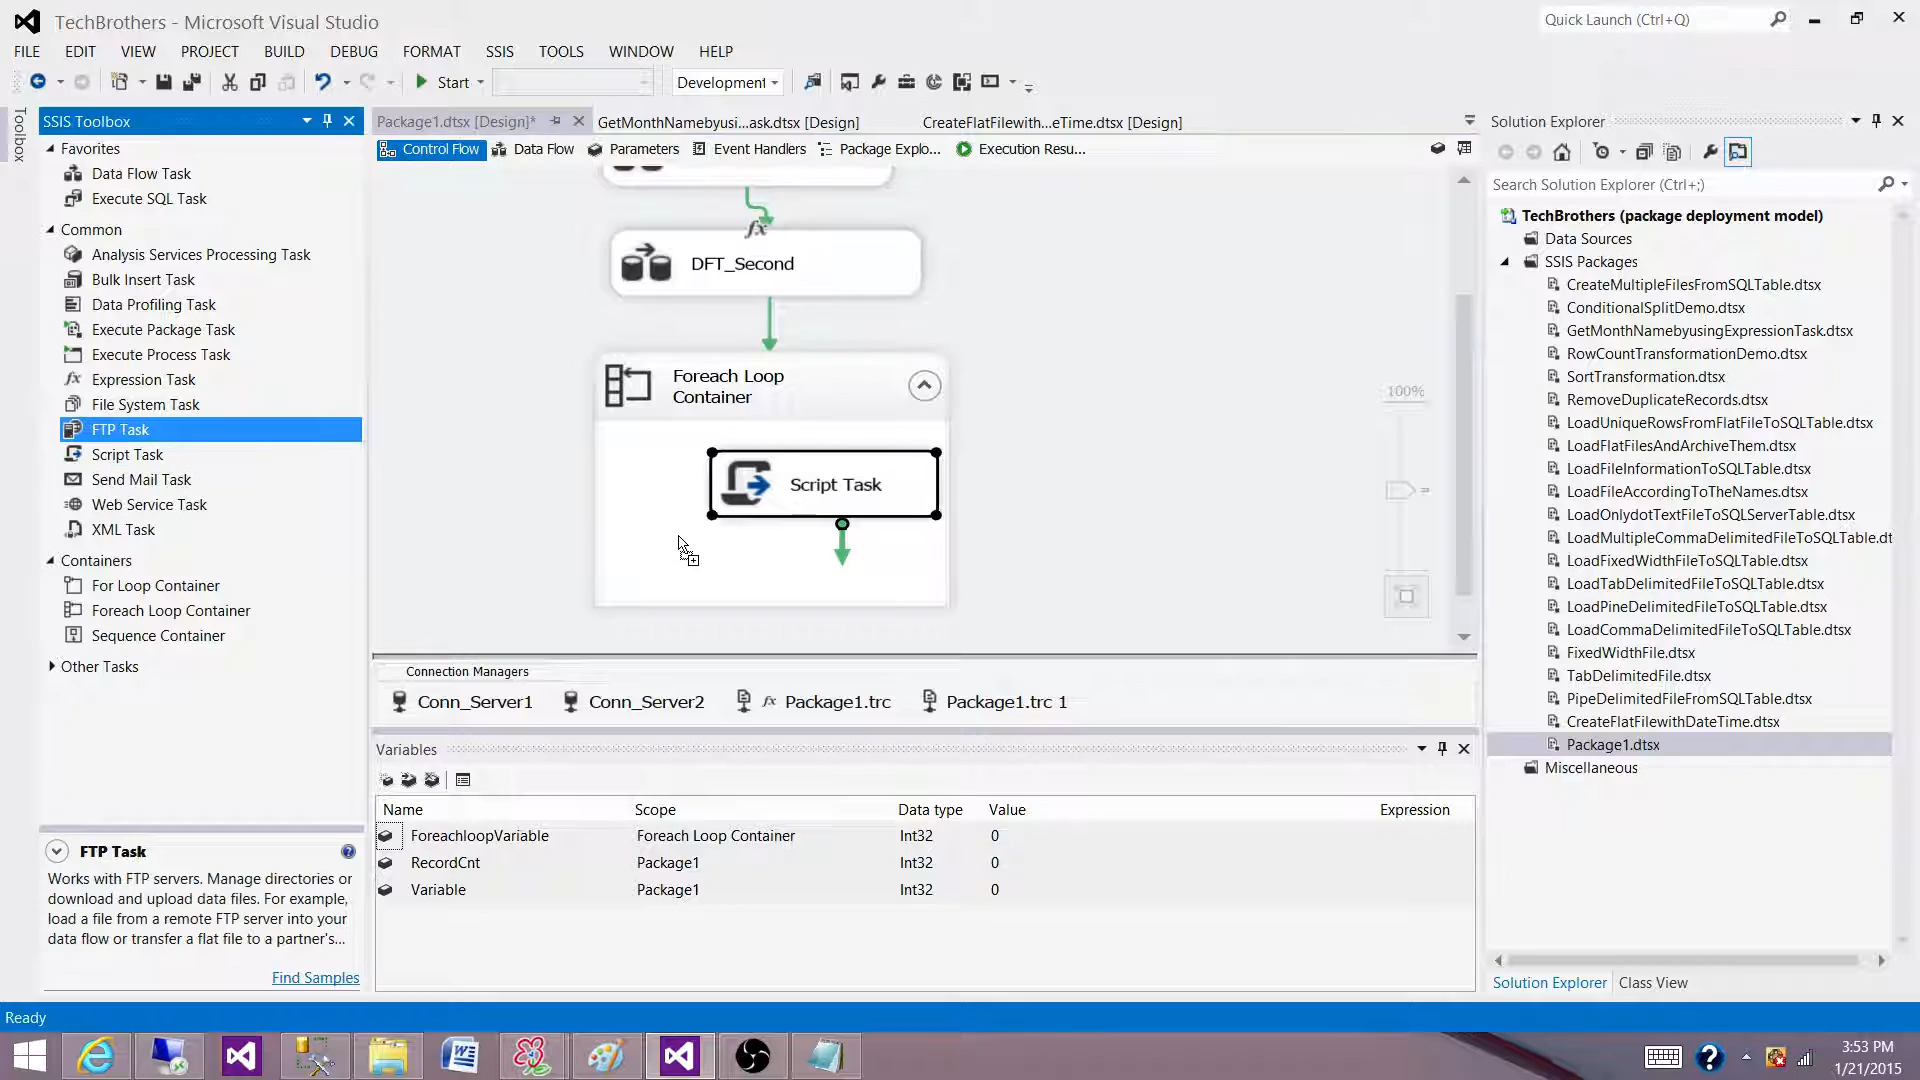 TechBrothers - Microsoft Visual Studio
Quick Launch (Ctrl+Q)
FILE EDIT VIEW PROJECT BUILD DEBUG FORMAT SSIS TOOLS WINDOW HELP
Start Development
Toolbox
SSIS Toolbox
Favorites
Data Flow Task
Execute SQL Task
Common
Analysis Services Processing Task
Bulk Insert Task
Data Profiling Task
Execute Package Task
Execute Process Task
Expression Task
File System Task
FTP Task
Script Task
Send Mail Task
Web Service Task
XML Task
Containers
For Loop Container
Foreach Loop Container
Sequence Container
Other Tasks
FTP Task
Works with FTP servers. Manage directories or
download and upload data files. For example,
load a file from a remote FTP server into your
data flow or transfer a flat file to a partner's...
Find Samples
Package1.dtsx [Design]* GetMonthNamebyusi...ask.dtsx [Design] CreateFlatFilewith...eTime.dtsx [Design]
Control Flow Data Flow Parameters Event Handlers Package Explo... Execution Resu...
fx
DFT_Second
Foreach Loop
Container
Script Task
100%
Connection Managers
Conn_Server1 Conn_Server2 fx Package1.trc Package1.trc 1
Variables
Name Scope Data type Value Expression
ForeachloopVariable Foreach Loop Container Int32 0
RecordCnt Package1 Int32 0
Variable Package1 Int32 0
Solution Explorer
Search Solution Explorer (Ctrl+;)
TechBrothers (package deployment model)
Data Sources
SSIS Packages
CreateMultipleFilesFromSQLTable.dtsx
ConditionalSplitDemo.dtsx
GetMonthNamebyusingExpressionTask.dtsx
RowCountTransformationDemo.dtsx
SortTransformation.dtsx
RemoveDuplicateRecords.dtsx
LoadUniqueRowsFromFlatFileToSQLTable.dtsx
LoadFlatFilesAndArchiveThem.dtsx
LoadFileInformationToSQLTable.dtsx
LoadFileAccordingToTheNames.dtsx
LoadOnlydotTextFileToSQLServerTable.dtsx
LoadMultipleCommaDelimitedFileToSQLTable.dt
LoadFixedWidthFileToSQLTable.dtsx
LoadTabDelimitedFileToSQLTable.dtsx
LoadPineDelimitedFileToSQLTable.dtsx
LoadCommaDelimitedFileToSQLTable.dtsx
FixedWidthFile.dtsx
TabDelimitedFile.dtsx
PipeDelimitedFileFromSQLTable.dtsx
CreateFlatFilewithDateTime.dtsx
Package1.dtsx
Miscellaneous
Solution Explorer Class View
Ready
3:53 PM
1/21/2015